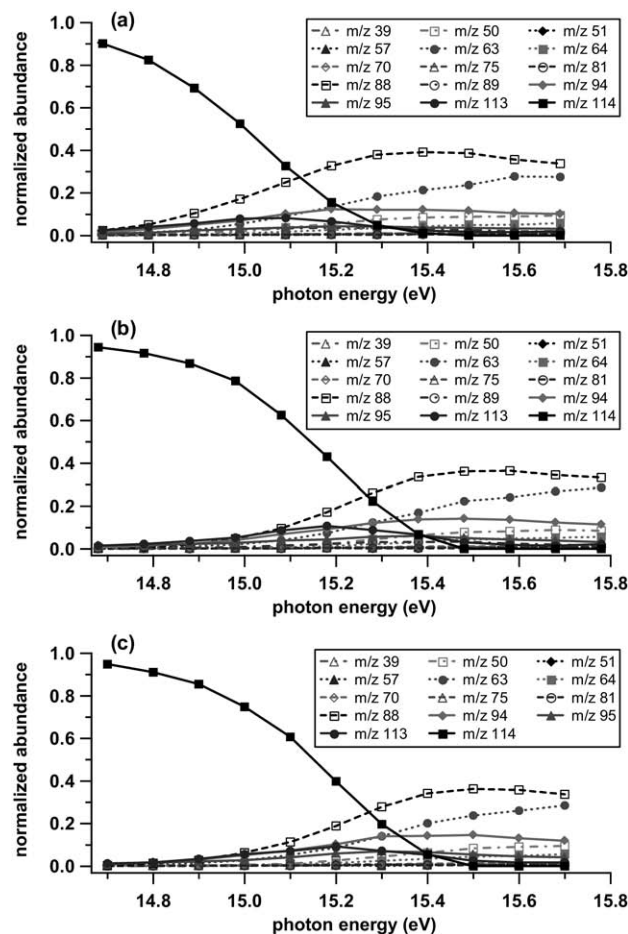 (a)
m/z 39 m/z 50 m/z 51
m/z 57 m/z 63 m/z 64
m/z 70 m/z 75 m/z 81
m/z 88 m/z 89 m/z 94
m/z 95 m/z 113 m/z 114
normalized abundance
1.0
0.8
0.6
0.4
0.2
0.0
14.8 15.0 15.2 15.4 15.6 15.8
photon energy (eV)
(b)
m/z 39 m/z 50 m/z 51
m/z 57 m/z 63 m/z 64
m/z 70 m/z 75 m/z 81
m/z 88 m/z 89 m/z 94
m/z 95 m/z 113 m/z 114
normalized abundance
1.0
0.8
0.6
0.4
0.2
0.0
14.8 15.0 15.2 15.4 15.6 15.8
photon energy (eV)
(c)
m/z 39 m/z 50 m/z 51
m/z 57 m/z 63 m/z 64
m/z 70 m/z 75 m/z 81
m/z 88 m/z 94 m/z 95
m/z 113 m/z 114
normalized abundance
1.0
0.8
0.6
0.4
0.2
0.0
14.8 15.0 15.2 15.4 15.6 15.8
photon energy (eV)